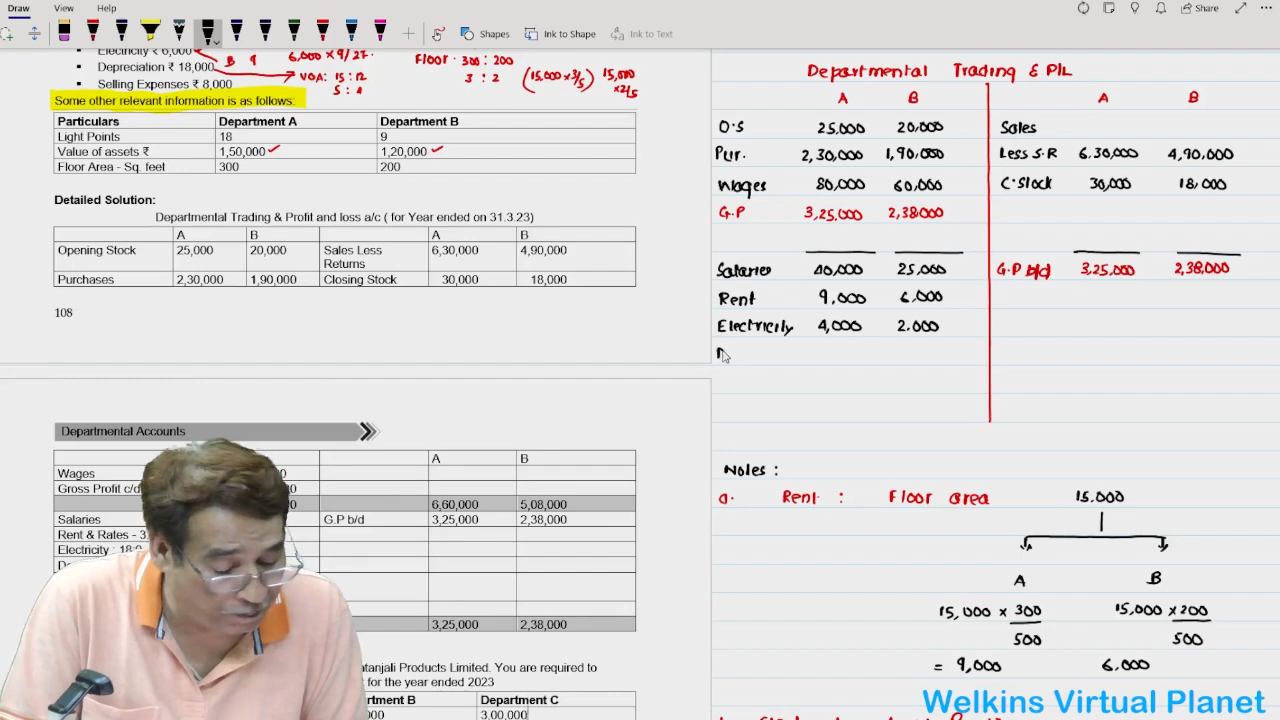 Draw View Help
Share
Shapes Ink to Shape Ink to Text
Electricity ₹ 6,000 B 9 6,000 × 9/27 Floor : 300 : 200
Depreciation ₹ 18,000 VOA : 15 : 12 3 : 2 (15,000 × 3/5) 15,000 × 2/5
Selling Expenses ₹ 8,000 5 : 4
Some other relevant information is as follows:
Particulars Department A Department B
Light Points 18 9
Value of assets ₹ 1,50,000 1,20,000
Floor Area - Sq. feet 300 200
Detailed Solution:
Departmental Trading & Profit and loss a/c ( for Year ended on 31.3.23)
A B A B
Opening Stock 25,000 20,000 Sales Less Returns 6,30,000 4,90,000
Purchases 2,30,000 1,90,000 Closing Stock 30,000 18,000
108
Departmental Accounts
A B
Wages
Gross Profit c/d
6,60,000 5,08,000
Salaries G.P b/d 3,25,000 2,38,000
Rent & Rates - 3
Electricity : 18:9
3,25,000 2,38,000
tanjali Products Limited. You are required to
for the year ended 2023
rtment B Department C
000 3,00,000
Departmental Trading & P/L
A B A B
O.S 25,000 20,000 Sales
Pur. 2,30,000 1,90,000 Less S.R 6,30,000 4,90,000
Wages 80,000 60,000 C.Stock 30,000 18,000
G.P 3,25,000 2,38,000
Salaries 40,000 25,000 G.P b/d 3,25,000 2,38,000
Rent 9,000 6,000
Electricity 4,000 2,000
Notes :
a. Rent : Floor area 15,000
A B
15,000 × 300 15,000 × 200
500 500
= 9,000 6,000
Welkins Virtual Planet